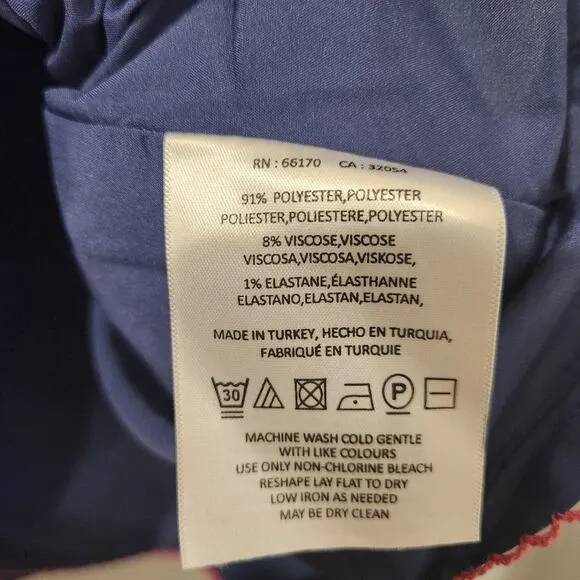 RN : 66170 CA : 32054
91% POLYESTER,POLYESTER
POLIESTER,POLIESTERE,POLYESTER
8% VISCOSE,VISCOSE
VISCOSA,VISCOSA,VISKOSE,
1% ELASTANE,ÉLASTHANNE
ELASTANO,ELASTAN,ELASTAN,
MADE IN TURKEY, HECHO EN TURQUIA,
FABRIQUÉ EN TURQUIE
30 P
MACHINE WASH COLD GENTLE
WITH LIKE COLOURS
USE ONLY NON-CHLORINE BLEACH
RESHAPE LAY FLAT TO DRY
LOW IRON AS NEEDED
MAY BE DRY CLEAN